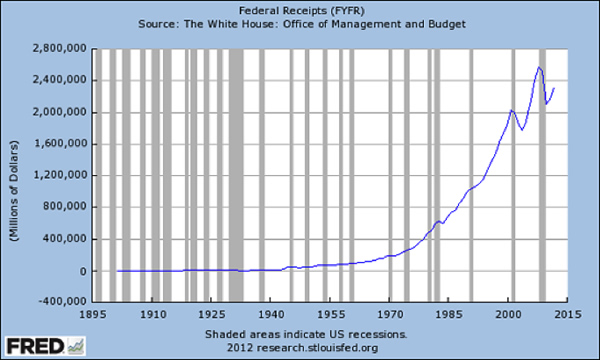 Federal Receipts (FYFR)
Source: The White House: Office of Management and Budget
2,800,000
2,400,000
2,000,000
1,600,000
1,200,000
800,000
400,000
0
-400,000
(Millions of Dollars)
1895 1910 1925 1940 1955 1970 1985 2000 2015
Shaded areas indicate US recessions.
2012 research.stlouisfed.org
FRED